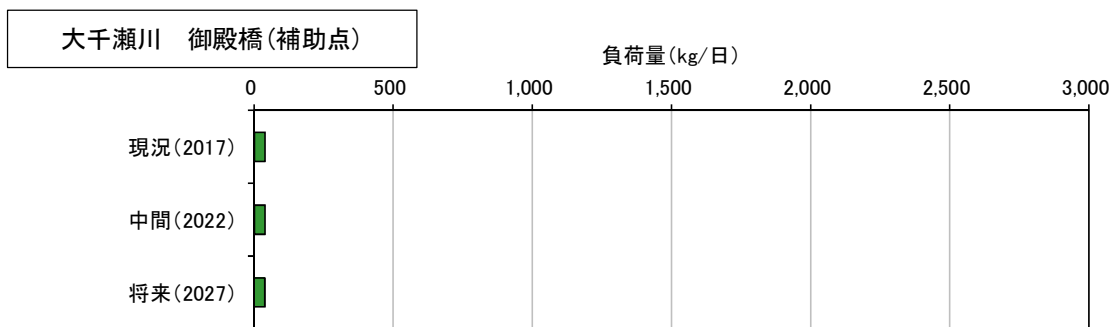 大千瀬川　御殿橋(補助点)
負荷量(kg/日)
0 500 1,000 1,500 2,000 2,500 3,000
現況(2017)
中間(2022)
将来(2027)